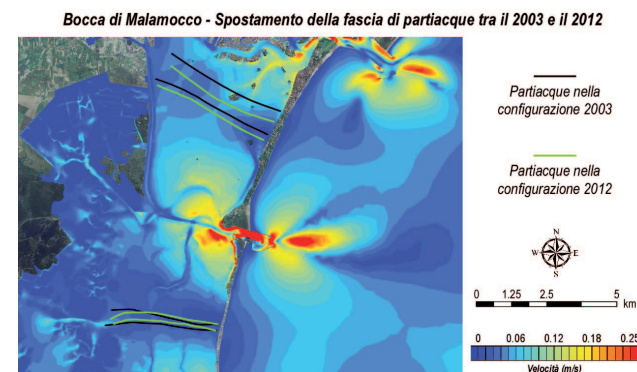 Bocca di Malamocco - Spostamento della fascia di partiacque tra il 2003 e il 2012
Partiacque nella
configurazione 2003
Partiacque nella
configurazione 2012
N
W E
S
0 1.25 2.5 5
km
0 0.06 0.12 0.18 0.25
Velocità (m/s)